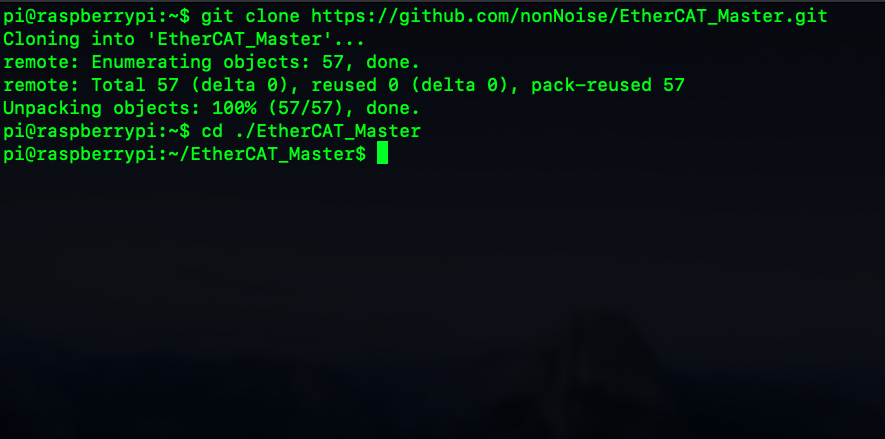 pi@raspberrypi:~$ git clone https://github.com/nonNoise/EtherCAT_Master.git
Cloning into 'EtherCAT_Master'...
remote: Enumerating objects: 57, done.
remote: Total 57 (delta 0), reused 0 (delta 0), pack-reused 57
Unpacking objects: 100% (57/57), done.
pi@raspberrypi:~$ cd ./EtherCAT_Master
pi@raspberrypi:~/EtherCAT_Master$